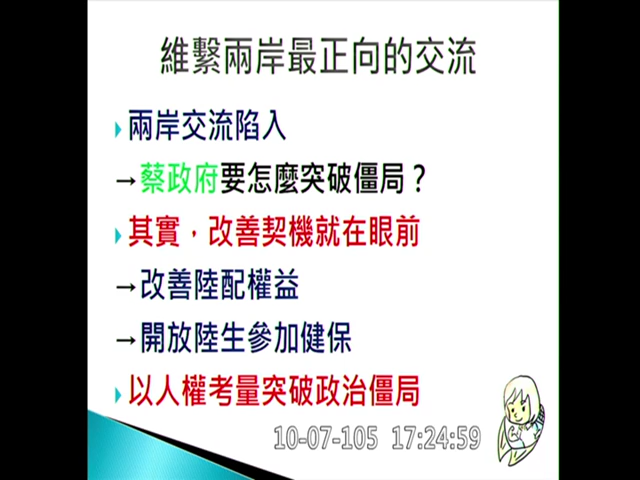 維繫兩岸最正向的交流
兩岸交流陷入
→蔡政府要怎麼突破僵局？
其實，改善契機就在眼前
→改善陸配權益
→開放陸生參加健保
以人權考量突破政治僵局
10-07-105 17:24:59